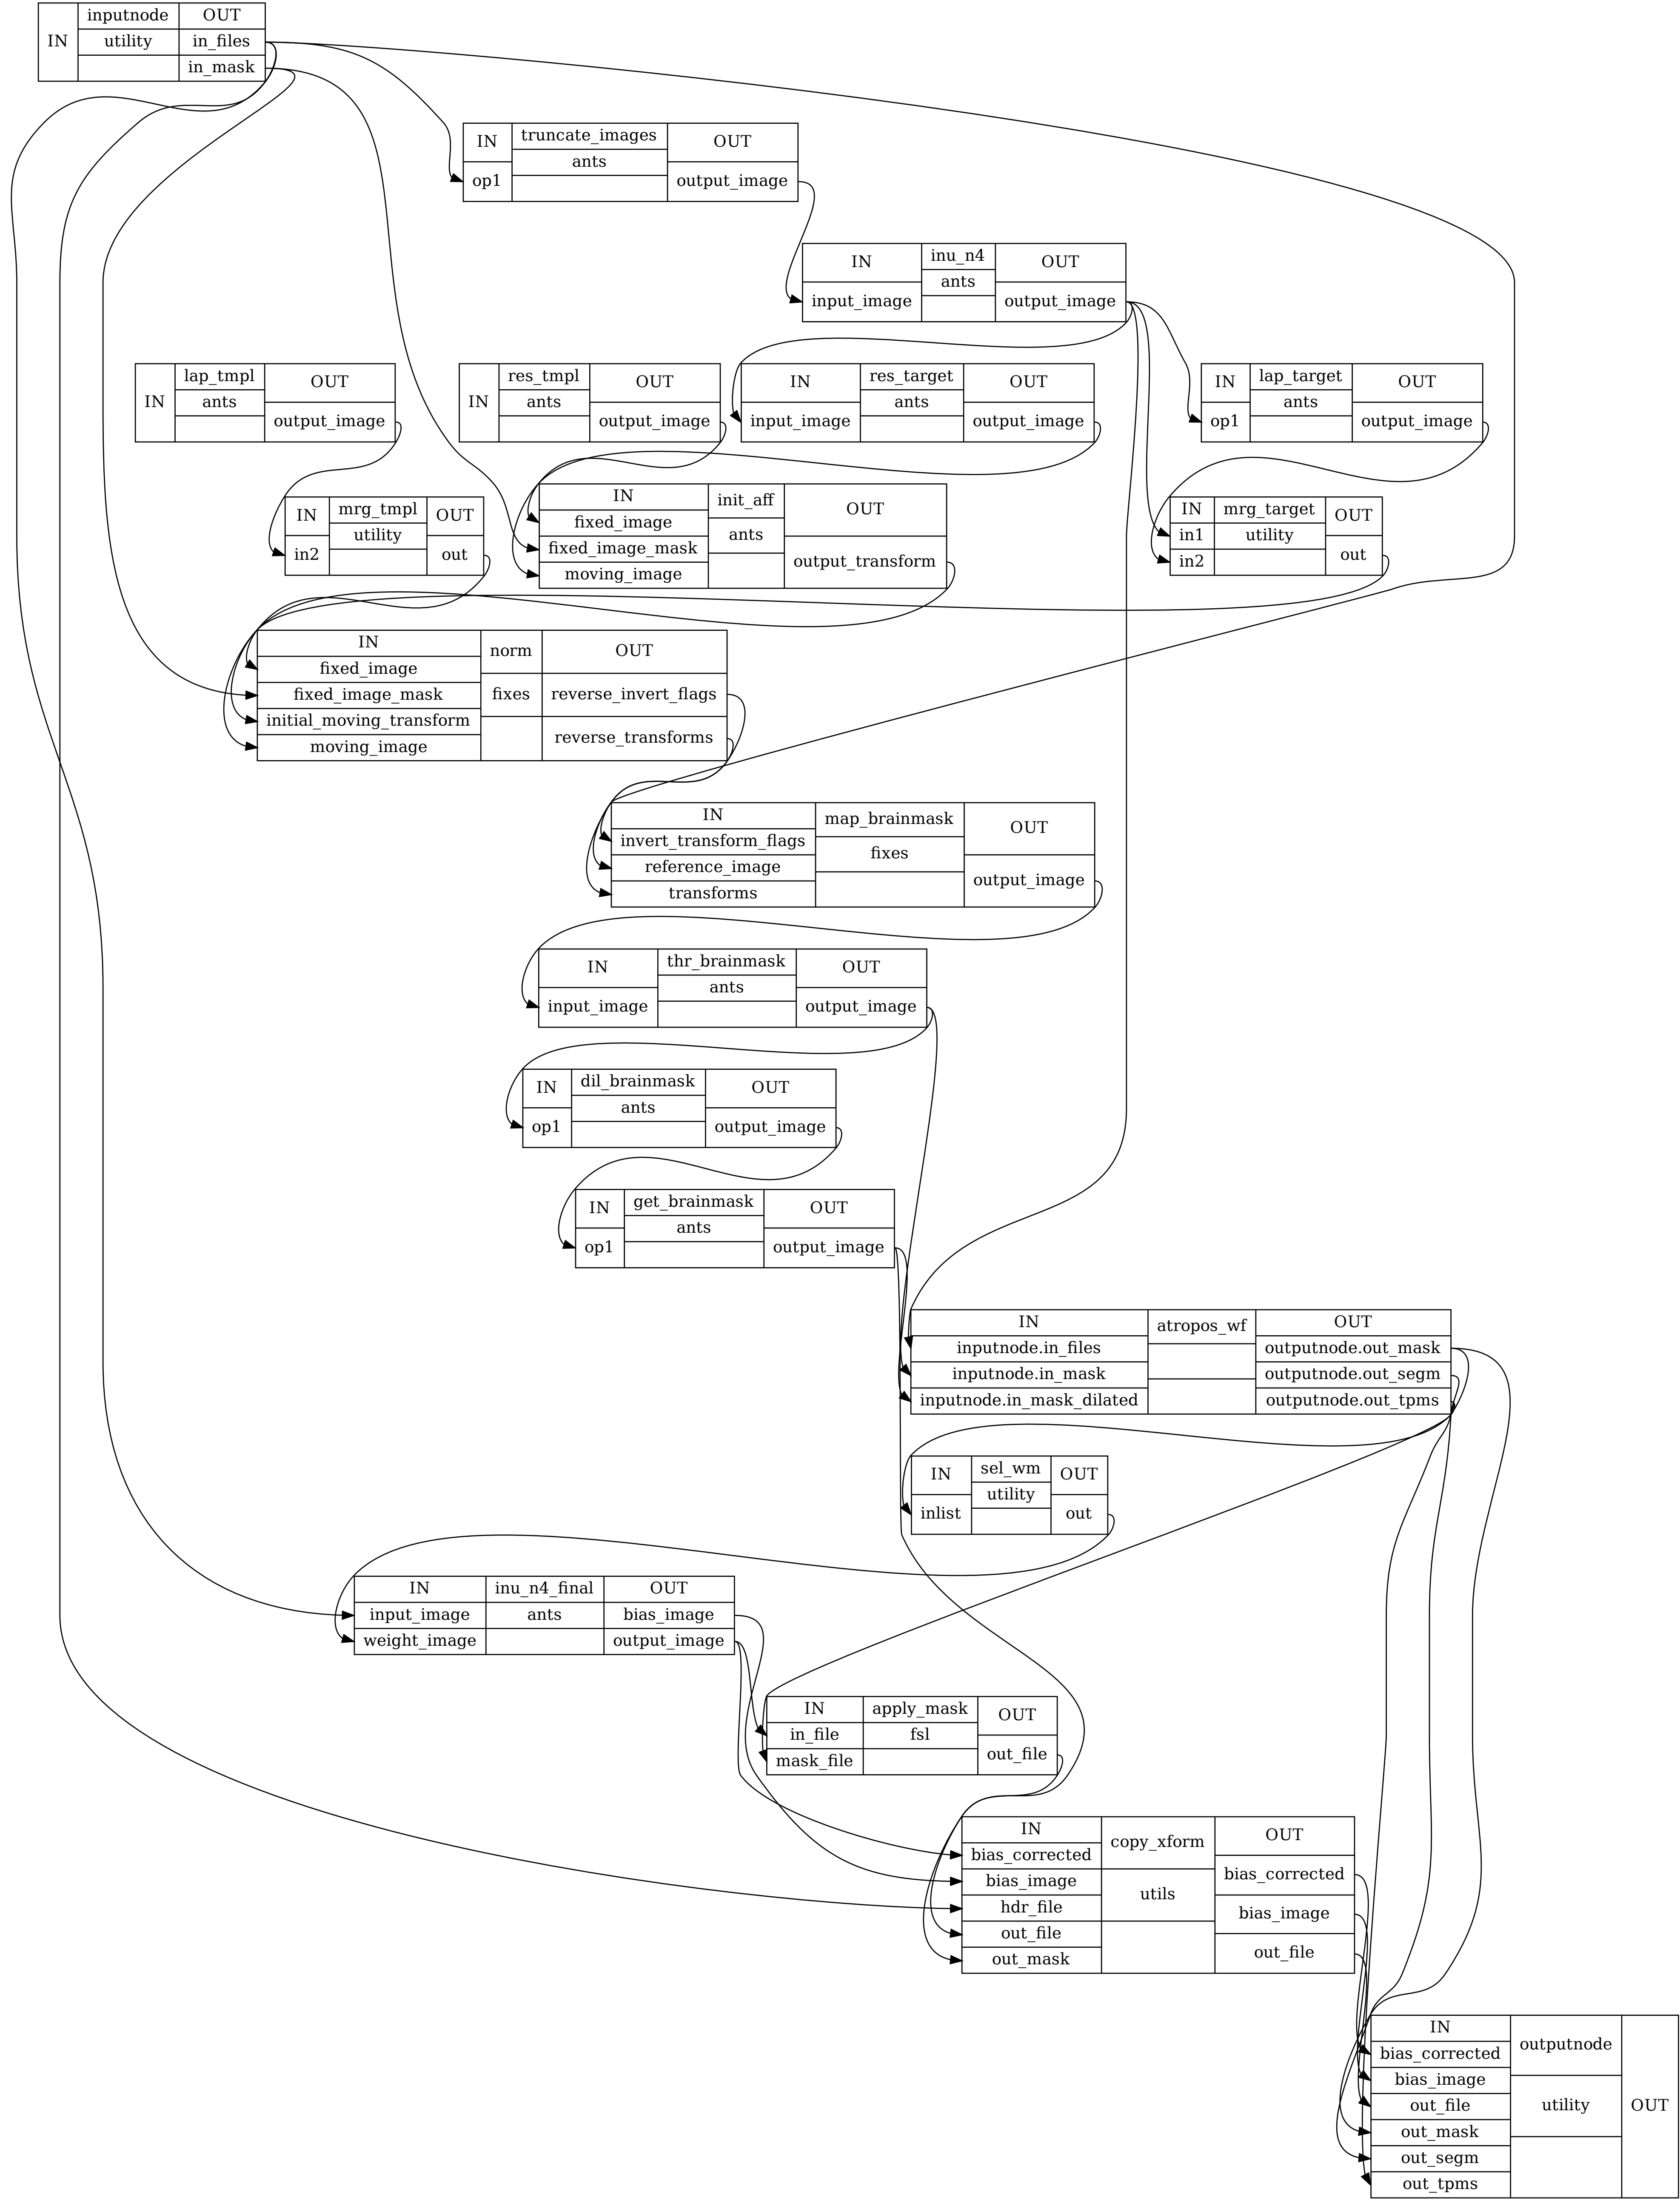 IN
inputnode
utility
OUT
in_files
in_mask
IN
op1
truncate_images
ants
OUT
output_image
IN
input_image
inu_n4
ants
OUT
output_image
IN
lap_tmpl
ants
OUT
output_image
IN
res_tmpl
ants
OUT
output_image
IN
input_image
res_target
ants
OUT
output_image
IN
op1
lap_target
ants
OUT
output_image
IN
in2
mrg_tmpl
utility
OUT
out
IN
fixed_image
fixed_image_mask
moving_image
init_aff
ants
OUT
output_transform
IN
in1
in2
mrg_target
utility
OUT
out
IN
fixed_image
fixed_image_mask
initial_moving_transform
moving_image
norm
fixes
OUT
reverse_invert_flags
reverse_transforms
IN
invert_transform_flags
reference_image
transforms
map_brainmask
fixes
OUT
output_image
IN
input_image
thr_brainmask
ants
OUT
output_image
IN
op1
dil_brainmask
ants
OUT
output_image
IN
op1
get_brainmask
ants
OUT
output_image
IN
inputnode.in_files
inputnode.in_mask
inputnode.in_mask_dilated
atropos_wf
OUT
outputnode.out_mask
outputnode.out_segm
outputnode.out_tpms
IN
inlist
sel_wm
utility
OUT
out
IN
input_image
weight_image
inu_n4_final
ants
OUT
bias_image
output_image
IN
in_file
mask_file
apply_mask
fsl
OUT
out_file
IN
bias_corrected
bias_image
hdr_file
out_file
out_mask
copy_xform
utils
OUT
bias_corrected
bias_image
out_file
IN
bias_corrected
bias_image
out_file
out_mask
out_segm
out_tpms
outputnode
utility
OUT